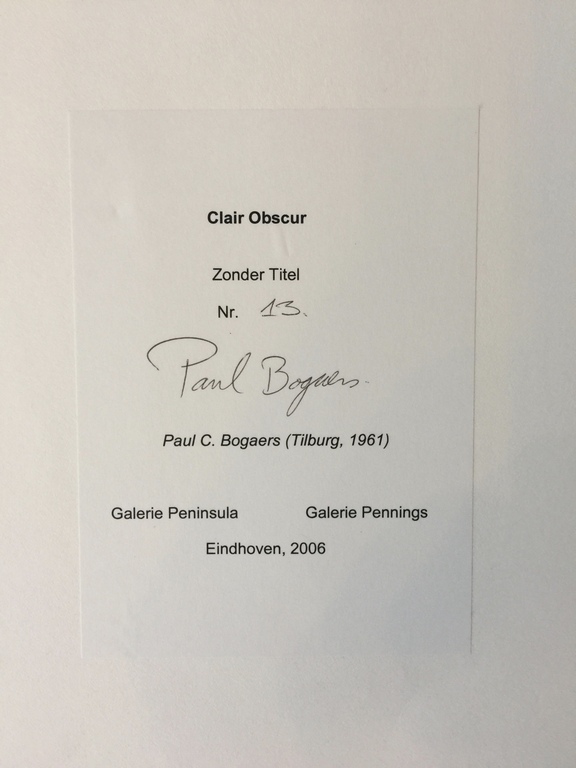 Clair Obscur
Zonder Titel
Nr. 13.
Paul Bogaers.
Paul C. Bogaers (Tilburg, 1961)
Galerie Peninsula Galerie Pennings
Eindhoven, 2006